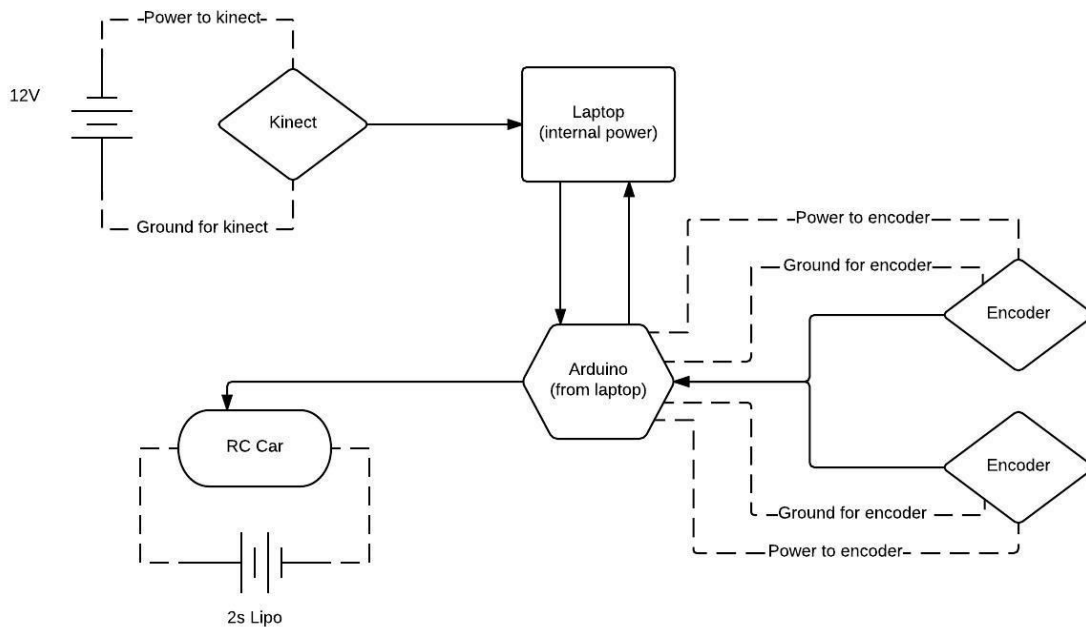 Power to kinect
12V
Kinect
Laptop
(internal power)
Ground for kinect
Power to encoder
Ground for encoder
Encoder
Arduino
(from laptop)
RC Car
Encoder
Ground for encoder
Power to encoder
2s Lipo